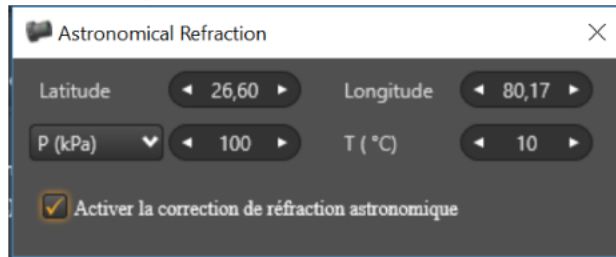 Astronomical Refraction
Latitude 26,60 Longitude 80,17
P (kPa) 100 T ( °C) 10
Activer la correction de réfraction astronomique